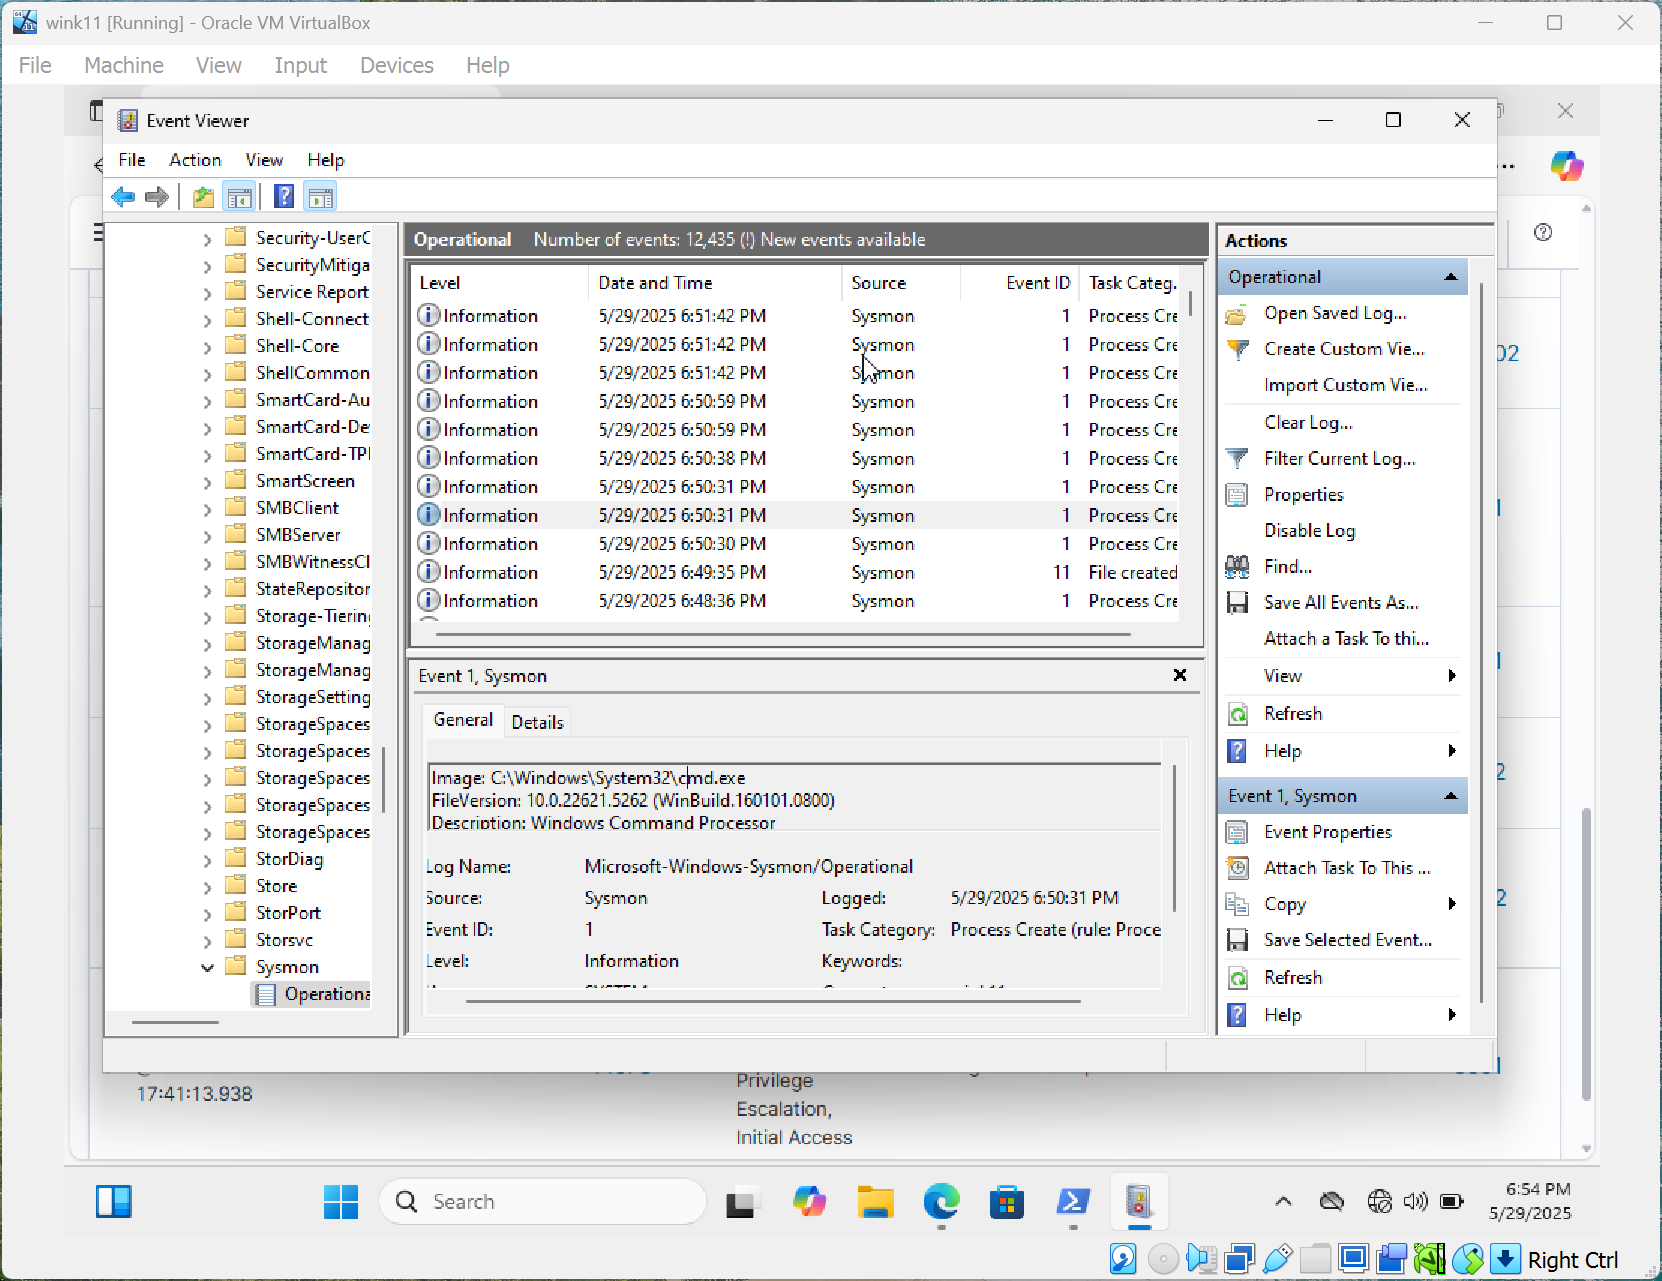 wink11 [Running] - Oracle VM VirtualBox
File Machine View Input Devices Help
Event Viewer
File Action View Help
Security-UserC
SecurityMitiga
Service Report
Shell-Connect
Shell-Core
ShellCommon
SmartCard-Au
SmartCard-De
SmartCard-TPI
SmartScreen
SMBClient
SMBServer
SMBWitnessCl
StateRepositor
Storage-Tiering
StorageManag
StorageManag
StorageSetting
StorageSpaces
StorageSpaces
StorageSpaces
StorageSpaces
StorageSpaces
StorDiag
Store
StorPort
Storsvc
Sysmon
Operationa
Operational Number of events: 12,435 (!) New events available
Level Date and Time Source Event ID Task Categ.
Information 5/29/2025 6:51:42 PM Sysmon 1 Process Cre
Information 5/29/2025 6:51:42 PM Sysmon 1 Process Cre
Information 5/29/2025 6:51:42 PM Sysmon 1 Process Cre
Information 5/29/2025 6:50:59 PM Sysmon 1 Process Cre
Information 5/29/2025 6:50:59 PM Sysmon 1 Process Cre
Information 5/29/2025 6:50:38 PM Sysmon 1 Process Cre
Information 5/29/2025 6:50:31 PM Sysmon 1 Process Cre
Information 5/29/2025 6:50:31 PM Sysmon 1 Process Cre
Information 5/29/2025 6:50:30 PM Sysmon 1 Process Cre
Information 5/29/2025 6:49:35 PM Sysmon 11 File created
Information 5/29/2025 6:48:36 PM Sysmon 1 Process Cre
Event 1, Sysmon
General Details
Image: C:\Windows\System32\cmd.exe
FileVersion: 10.0.22621.5262 (WinBuild.160101.0800)
Description: Windows Command Processor
Log Name: Microsoft-Windows-Sysmon/Operational
Source: Sysmon Logged: 5/29/2025 6:50:31 PM
Event ID: 1 Task Category: Process Create (rule: Proce
Level: Information Keywords:
Actions
Operational
Open Saved Log...
Create Custom Vie...
Import Custom Vie...
Clear Log...
Filter Current Log...
Properties
Disable Log
Find...
Save All Events As...
Attach a Task To thi...
View
Refresh
Help
Event 1, Sysmon
Event Properties
Attach Task To This ...
Copy
Save Selected Event...
Refresh
Help
02
2
2
17:41:13.938
Privilege
Escalation,
Initial Access
Search
6:54 PM
5/29/2025
Right Ctrl